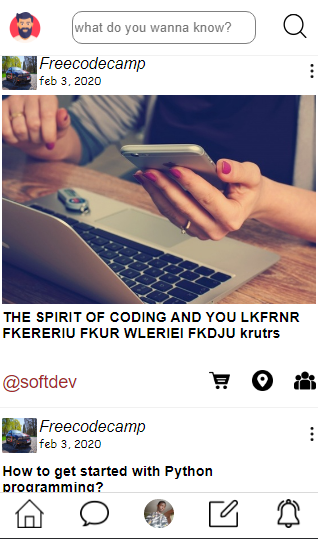 what do you wanna know?
Freecodecamp
feb 3, 2020
THE SPIRIT OF CODING AND YOU LKFRNR
FKERERIU FKUR WLERIEI FKDJU krutrs
@softdev
Freecodecamp
feb 3, 2020
How to get started with Python
programming?